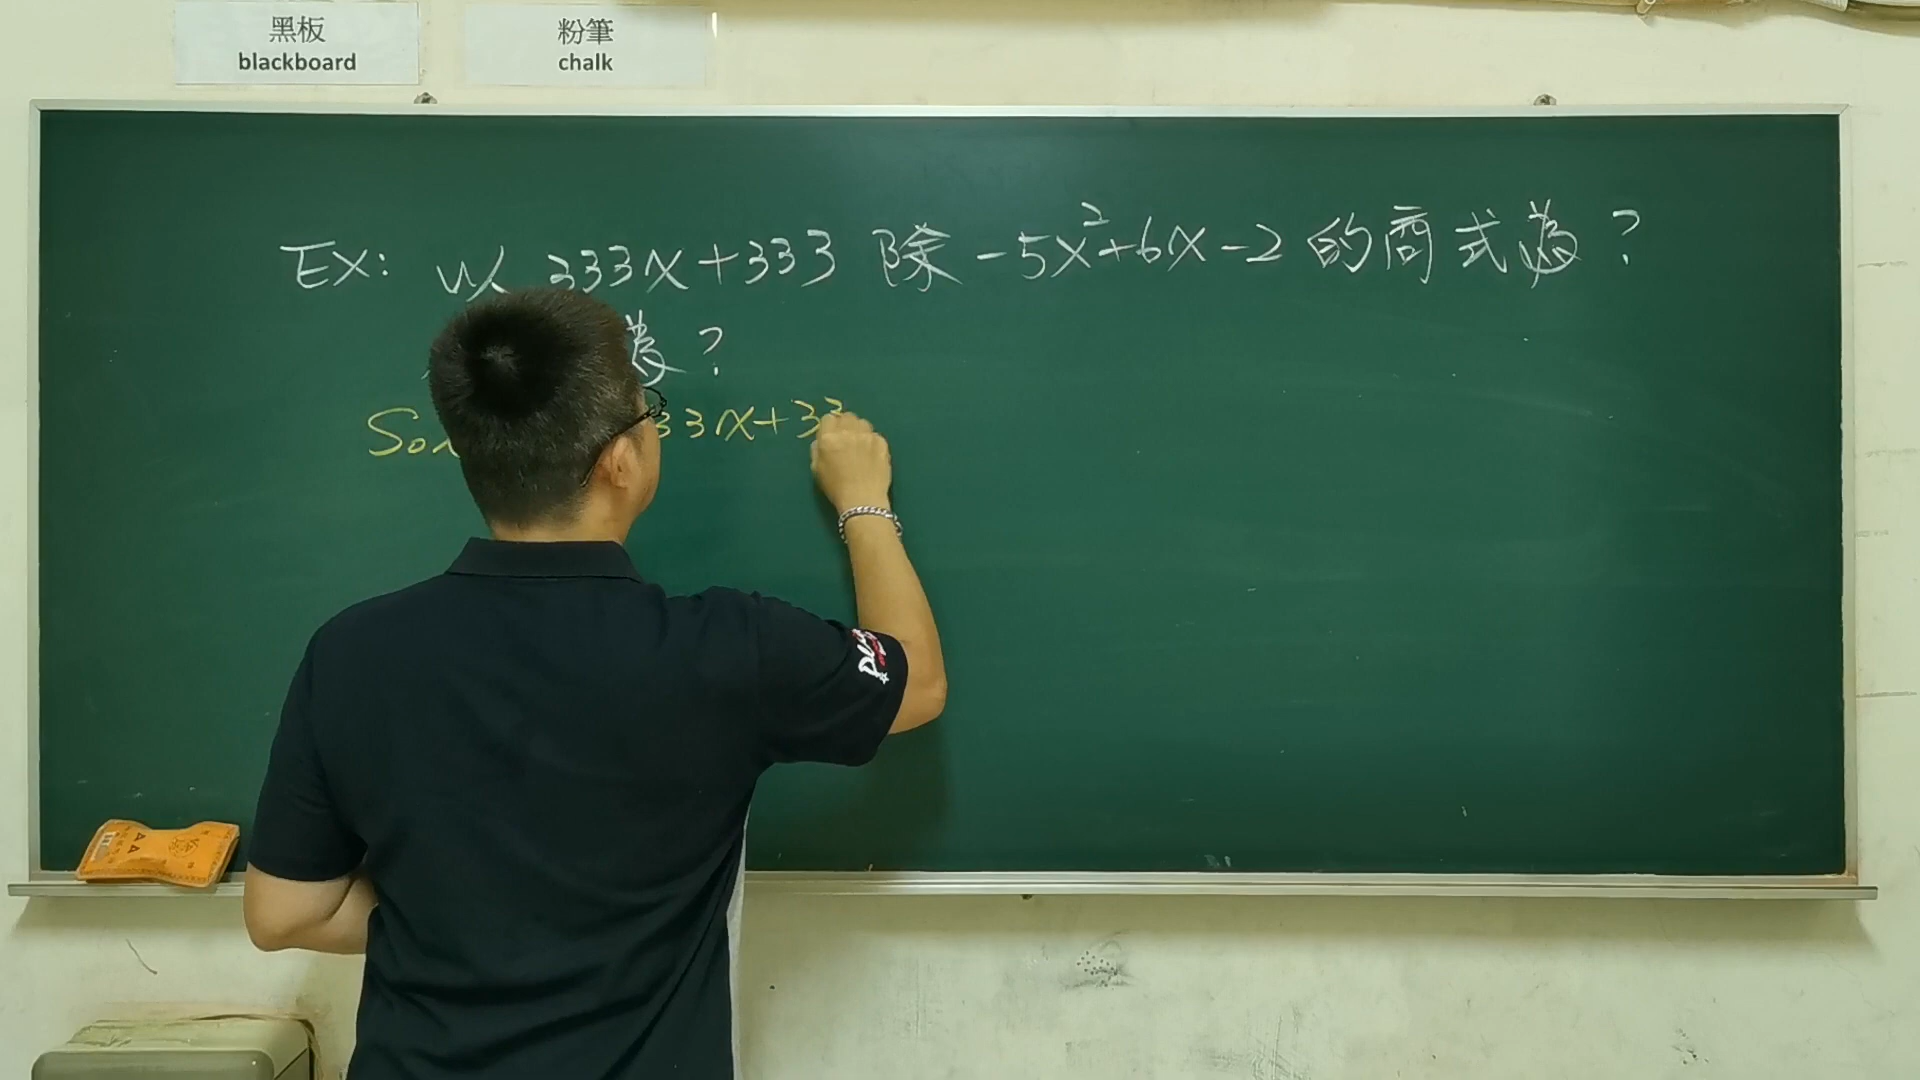 黑板
blackboard
粉筆
chalk
EX: 以 333x+333 除 -5x²+6x-2 的商式為?
為?
33x+33